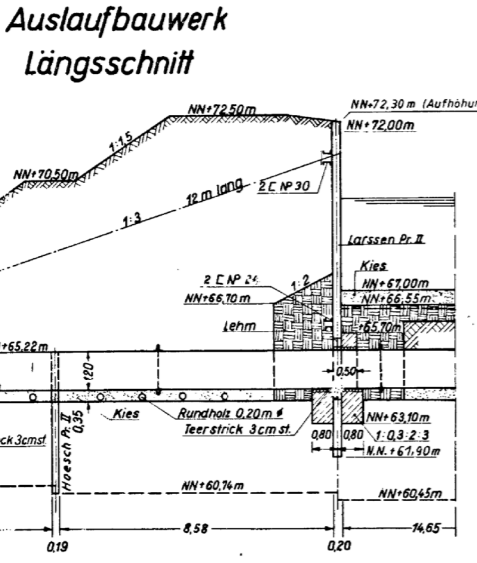 Auslaufbauwerk
Längsschnitt
NN+72,50m
NN+72,30 m (Aufhöhu
NN+72,00m
1:1,5
NN+70,50m
12 m lang
2 [ NP 30
1:3
Larssen Pr. II
Kies
2 [ NP 24
1:2
NN+67,00m
NN+66,70m
NN+66,55m
Lehm
+65,70m
+65,22m
1,20
0,50
Rundholz 0,20m ø
Kies
Teerstrick 3cm st.
NN+63,10m
ck 3cmst.
Hoesch Pr. II
0,35
0,80
0,80
1:0,3:2:3
N.N.+61,90m
NN+60,74m
NN+60,45m
8,58
14,65
0,19
0,20